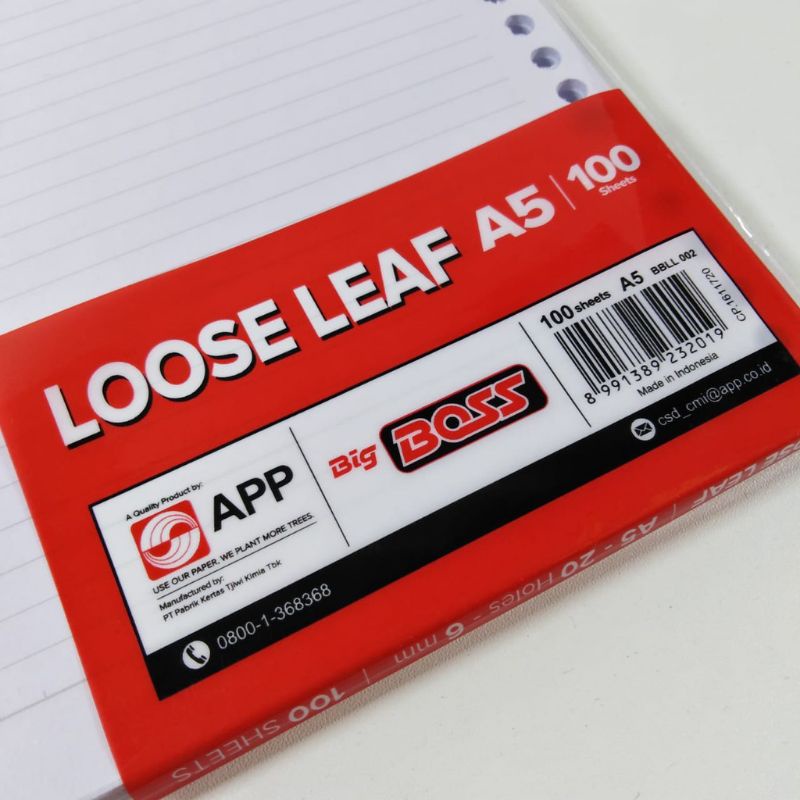 LOOSE LEAF A5 | 100 Sheets
A Quality Product by:
APP
USE OUR PAPER, WE PLANT MORE TREES.
Manufactured by:
PT Pabrik Kertas Tjiwi Kimia Tbk
Big BOSS
100 sheets A5 BBLL 002
8 991389 232019
CP.1611720
Made in Indonesia
0800-1-368368
csd_cmi@app.co.id
LOOSE LEAF | A5 - 20 Holes - 6 mm | 100 SHEETS